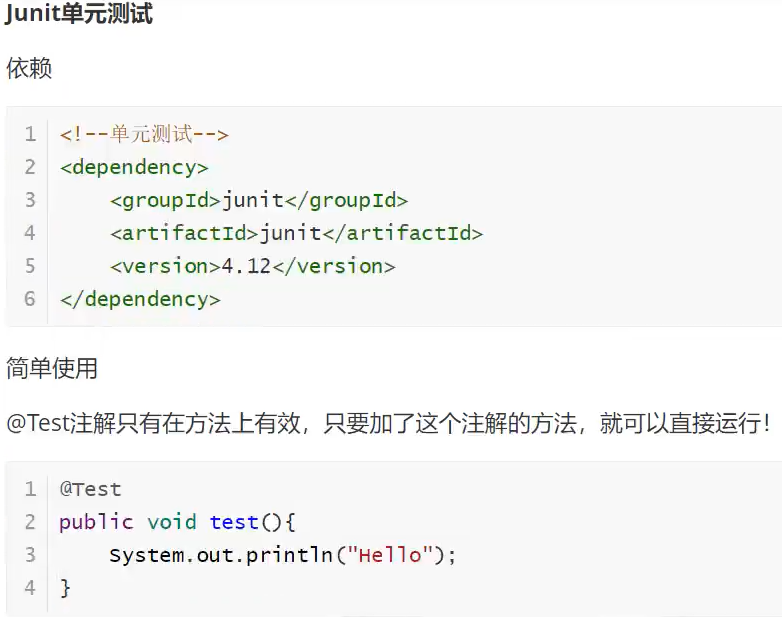 Junit单元测试
依赖
1 <!--单元测试-->
2 <dependency>
3     <groupId>junit</groupId>
4     <artifactId>junit</artifactId>
5     <version>4.12</version>
6 </dependency>
简单使用
@Test注解只有在方法上有效，只要加了这个注解的方法，就可以直接运行！
1 @Test
2 public void test(){
3     System.out.println("Hello");
4 }